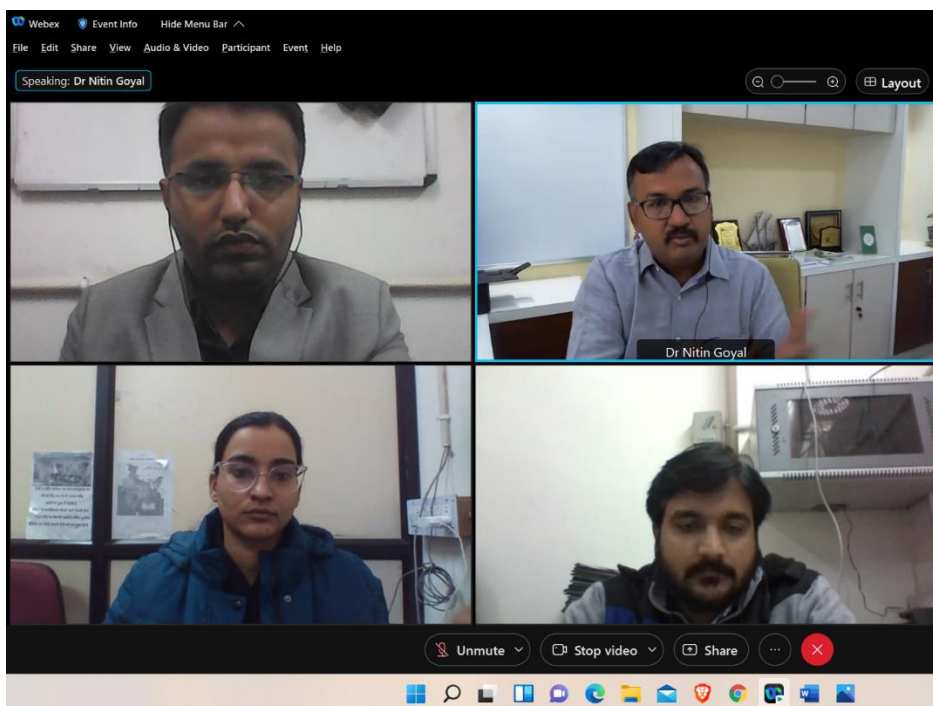 Webex Event Info Hide Menu Bar
File Edit Share View Audio & Video Participant Event Help
Speaking: Dr Nitin Goyal
Layout
Dr Nitin Goyal
Unmute Stop video Share